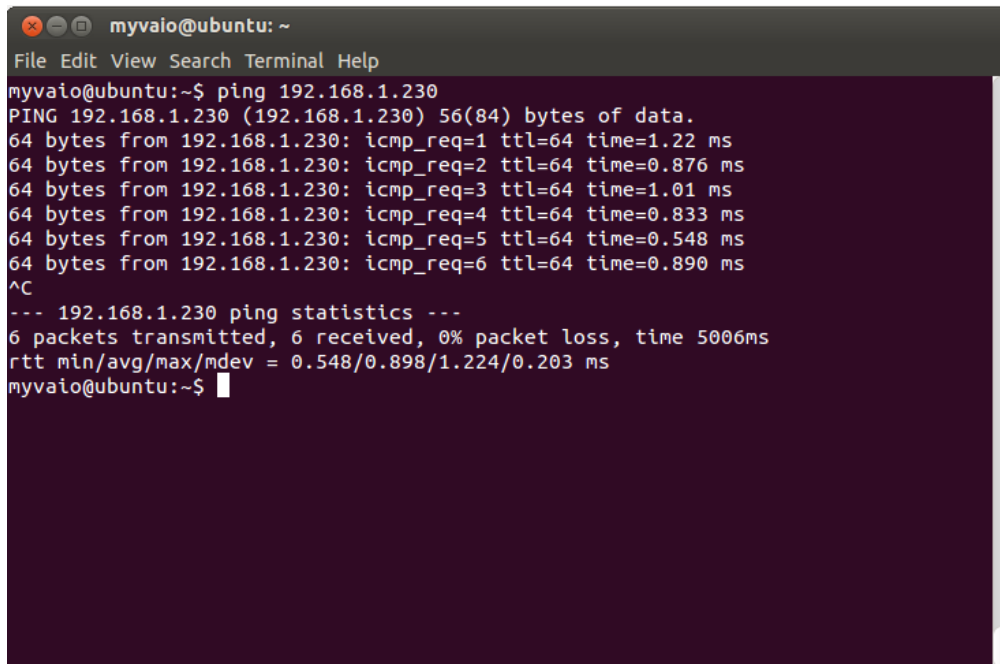 myvaio@ubuntu: ~
File Edit View Search Terminal Help
myvaio@ubuntu:~$ ping 192.168.1.230
PING 192.168.1.230 (192.168.1.230) 56(84) bytes of data.
64 bytes from 192.168.1.230: icmp_req=1 ttl=64 time=1.22 ms
64 bytes from 192.168.1.230: icmp_req=2 ttl=64 time=0.876 ms
64 bytes from 192.168.1.230: icmp_req=3 ttl=64 time=1.01 ms
64 bytes from 192.168.1.230: icmp_req=4 ttl=64 time=0.833 ms
64 bytes from 192.168.1.230: icmp_req=5 ttl=64 time=0.548 ms
64 bytes from 192.168.1.230: icmp_req=6 ttl=64 time=0.890 ms
^C
--- 192.168.1.230 ping statistics ---
6 packets transmitted, 6 received, 0% packet loss, time 5006ms
rtt min/avg/max/mdev = 0.548/0.898/1.224/0.203 ms
myvaio@ubuntu:~$